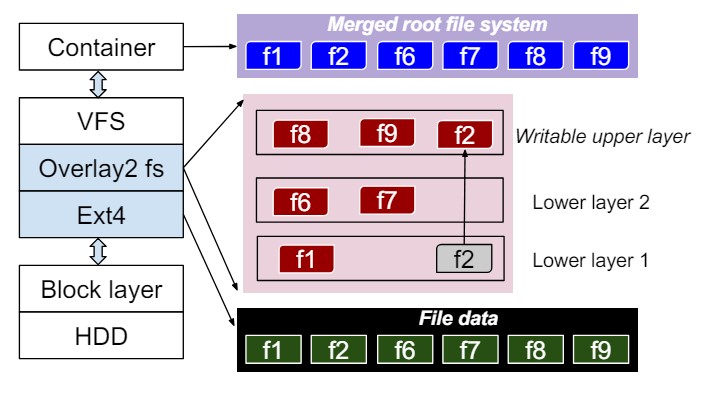 Container
VFS
Overlay2 fs
Ext4
Block layer
HDD
Merged root file system
f1 f2 f6 f7 f8 f9
f8 f9 f2 Writable upper layer
f6 f7 Lower layer 2
f1 f2 Lower layer 1
File data
f1 f2 f6 f7 f8 f9